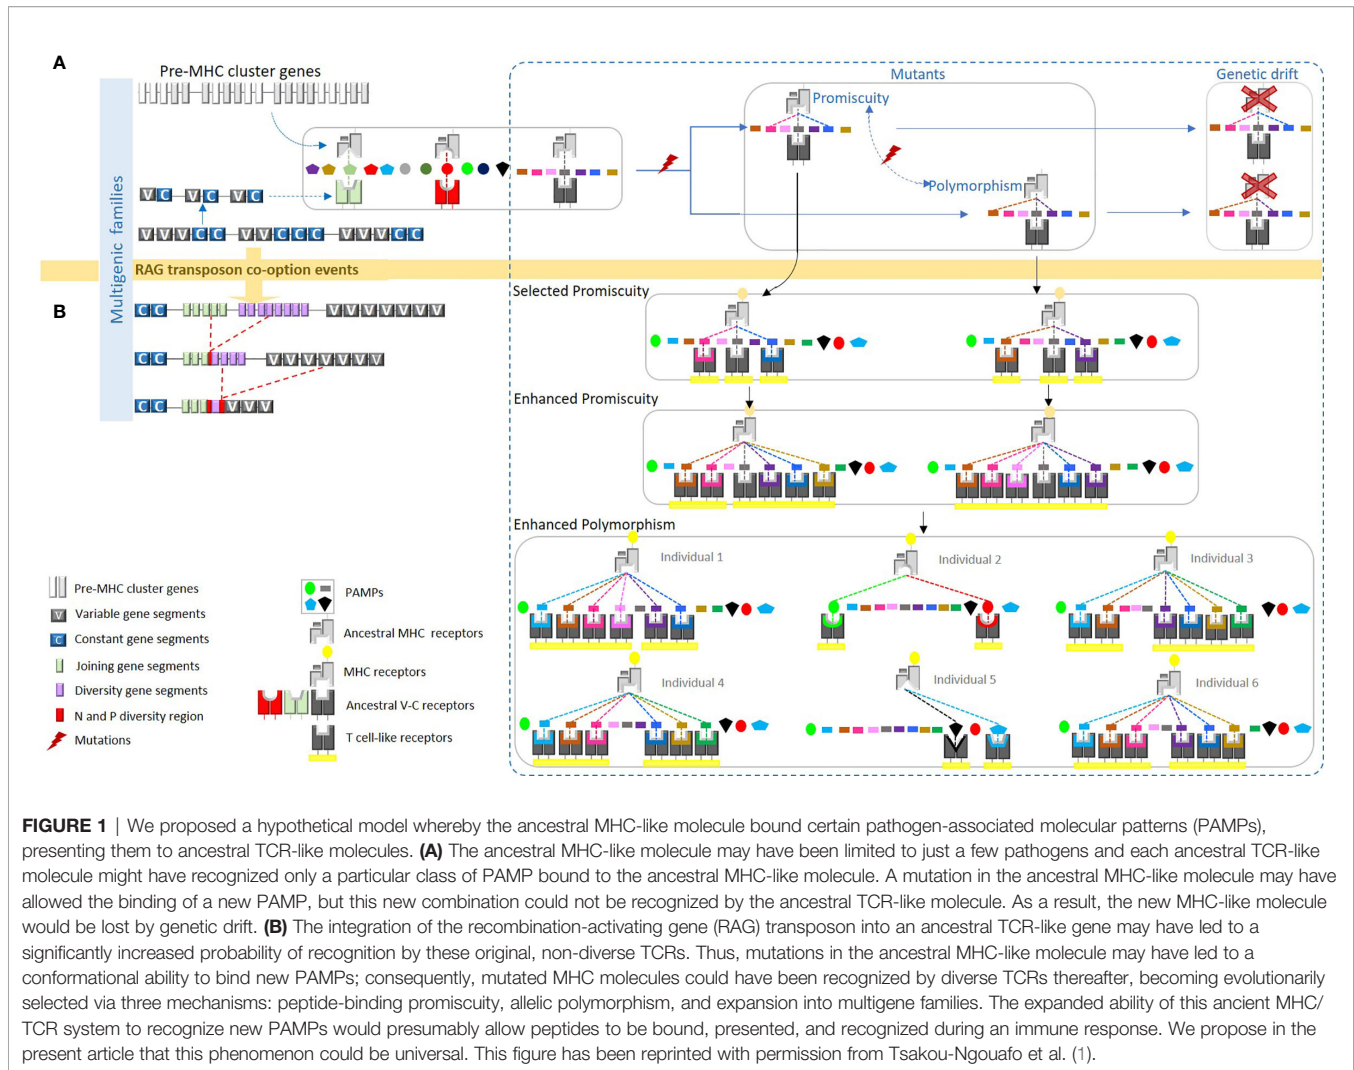 A
Pre-MHC cluster genes
Mutants
Genetic drift
Promiscuity
Polymorphism
Multigenic families
V C V C V C
V V V C C V V C C C V V V C C
RAG transposon co-option events
B
C C V V V V V V V
C C V V V V V V V
C C V V V
Selected Promiscuity
Enhanced Promiscuity
Enhanced Polymorphism
Individual 1
Individual 2
Individual 3
Individual 4
Individual 5
Individual 6
Pre-MHC cluster genes
V Variable gene segments
C Constant gene segments
Joining gene segments
Diversity gene segments
N and P diversity region
Mutations
PAMPs
Ancestral MHC receptors
MHC receptors
Ancestral V-C receptors
T cell-like receptors
FIGURE 1 | We proposed a hypothetical model whereby the ancestral MHC-like molecule bound certain pathogen-associated molecular patterns (PAMPs),
presenting them to ancestral TCR-like molecules. (A) The ancestral MHC-like molecule may have been limited to just a few pathogens and each ancestral TCR-like
molecule might have recognized only a particular class of PAMP bound to the ancestral MHC-like molecule. A mutation in the ancestral MHC-like molecule may have
allowed the binding of a new PAMP, but this new combination could not be recognized by the ancestral TCR-like molecule. As a result, the new MHC-like molecule
would be lost by genetic drift. (B) The integration of the recombination-activating gene (RAG) transposon into an ancestral TCR-like gene may have led to a
significantly increased probability of recognition by these original, non-diverse TCRs. Thus, mutations in the ancestral MHC-like molecule may have led to a
conformational ability to bind new PAMPs; consequently, mutated MHC molecules could have been recognized by diverse TCRs thereafter, becoming evolutionarily
selected via three mechanisms: peptide-binding promiscuity, allelic polymorphism, and expansion into multigene families. The expanded ability of this ancient MHC/
TCR system to recognize new PAMPs would presumably allow peptides to be bound, presented, and recognized during an immune response. We propose in the
present article that this phenomenon could be universal. This figure has been reprinted with permission from Tsakou-Ngouafo et al. (1).